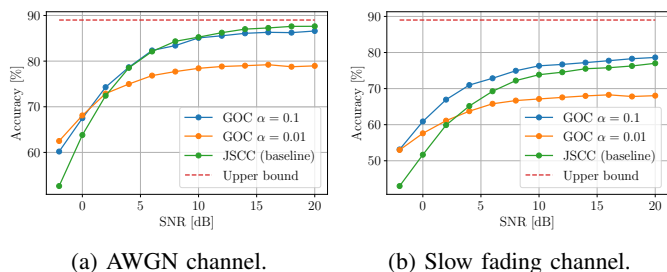 90
80
70
60
Accuracy [%]
0
5
10
15
20
SNR [dB]
GOC α = 0.1
GOC α = 0.01
JSCC (baseline)
Upper bound
(a) AWGN channel.
90
80
70
60
50
Accuracy [%]
0
5
10
15
20
SNR [dB]
GOC α = 0.1
GOC α = 0.01
JSCC (baseline)
Upper bound
(b) Slow fading channel.